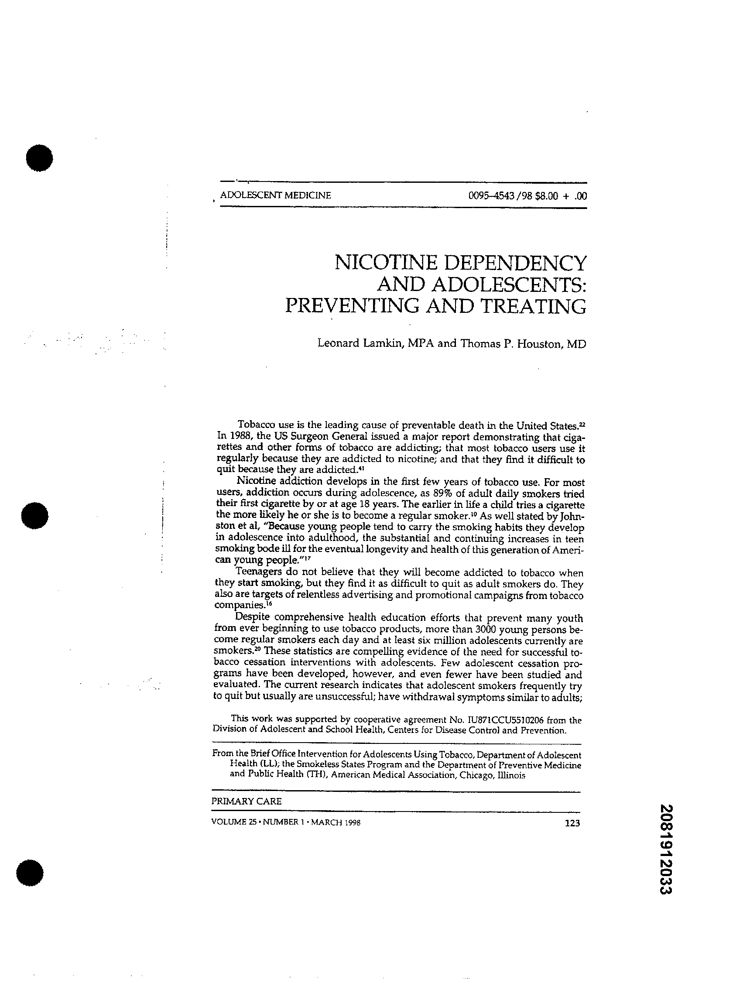 ADOLESCENT MEDICINE 0095–4543/98 $8.00 + .00
NICOTINE DEPENDENCY
AND ADOLESCENTS:
PREVENTING AND TREATING
Leonard Lamkin, MPA and Thomas P. Houston, MD
Tobacco use is the leading cause of preventable death in the United States.22
In 1988, the US Surgeon General issued a major report demonstrating that ciga-
rettes and other forms of tobacco are addicting; that most tobacco users use it
regularly because they are addicted to nicotine; and that they find it difficult to
quit because they are addicted.41
Nicotine addiction develops in the first few years of tobacco use. For most
users, addiction occurs during adolescence, as 89% of adult daily smokers tried
their first cigarette by or at age 18 years. The earlier in life a child tries a cigarette
the more likely he or she is to become a regular smoker.10 As well stated by John-
ston et al, "Because young people tend to carry the smoking habits they develop
in adolescence into adulthood, the substantial and continuing increases in teen
smoking bode ill for the eventual longevity and health of this generation of Ameri-
can young people."17
Teenagers do not believe that they will become addicted to tobacco when
they start smoking, but they find it as difficult to quit as adult smokers do. They
also are targets of relentless advertising and promotional campaigns from tobacco
companies.16
Despite comprehensive health education efforts that prevent many youth
from ever beginning to use tobacco products, more than 3000 young persons be-
come regular smokers each day and at least six million adolescents currently are
smokers.20 These statistics are compelling evidence of the need for successful to-
bacco cessation interventions with adolescents. Few adolescent cessation pro-
grams have been developed, however, and even fewer have been studied and
evaluated. The current research indicates that adolescent smokers frequently try
to quit but usually are unsuccessful; have withdrawal symptoms similar to adults;
This work was supported by cooperative agreement No. IU871CCU5510206 from the
Division of Adolescent and School Health, Centers for Disease Control and Prevention.
From the Brief Office Intervention for Adolescents Using Tobacco, Department of Adolescent
Health (LL); the Smokeless States Program and the Department of Preventive Medicine
and Public Health (TH), American Medical Association, Chicago, Illinois
PRIMARY CARE
VOLUME 25 • NUMBER 1 • MARCH 1998 123
2081912033